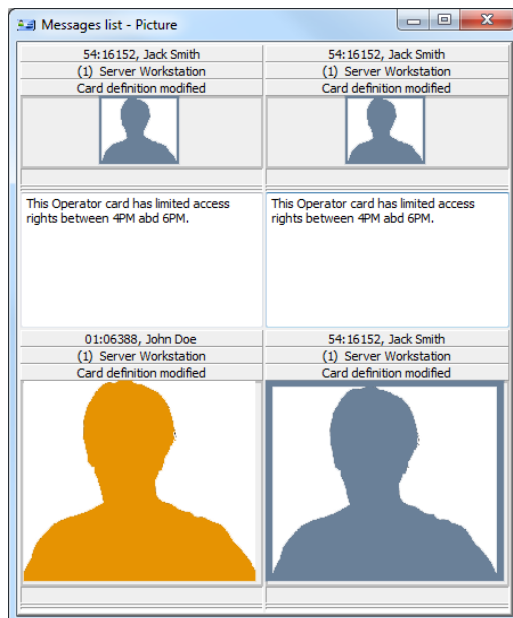 Messages list - Picture
54:16152, Jack Smith
(1) Server Workstation
Card definition modified
This Operator card has limited access
rights between 4PM abd 6PM.
54:16152, Jack Smith
(1) Server Workstation
Card definition modified
This Operator card has limited access
rights between 4PM abd 6PM.
01:06388, John Doe
(1) Server Workstation
Card definition modified
54:16152, Jack Smith
(1) Server Workstation
Card definition modified